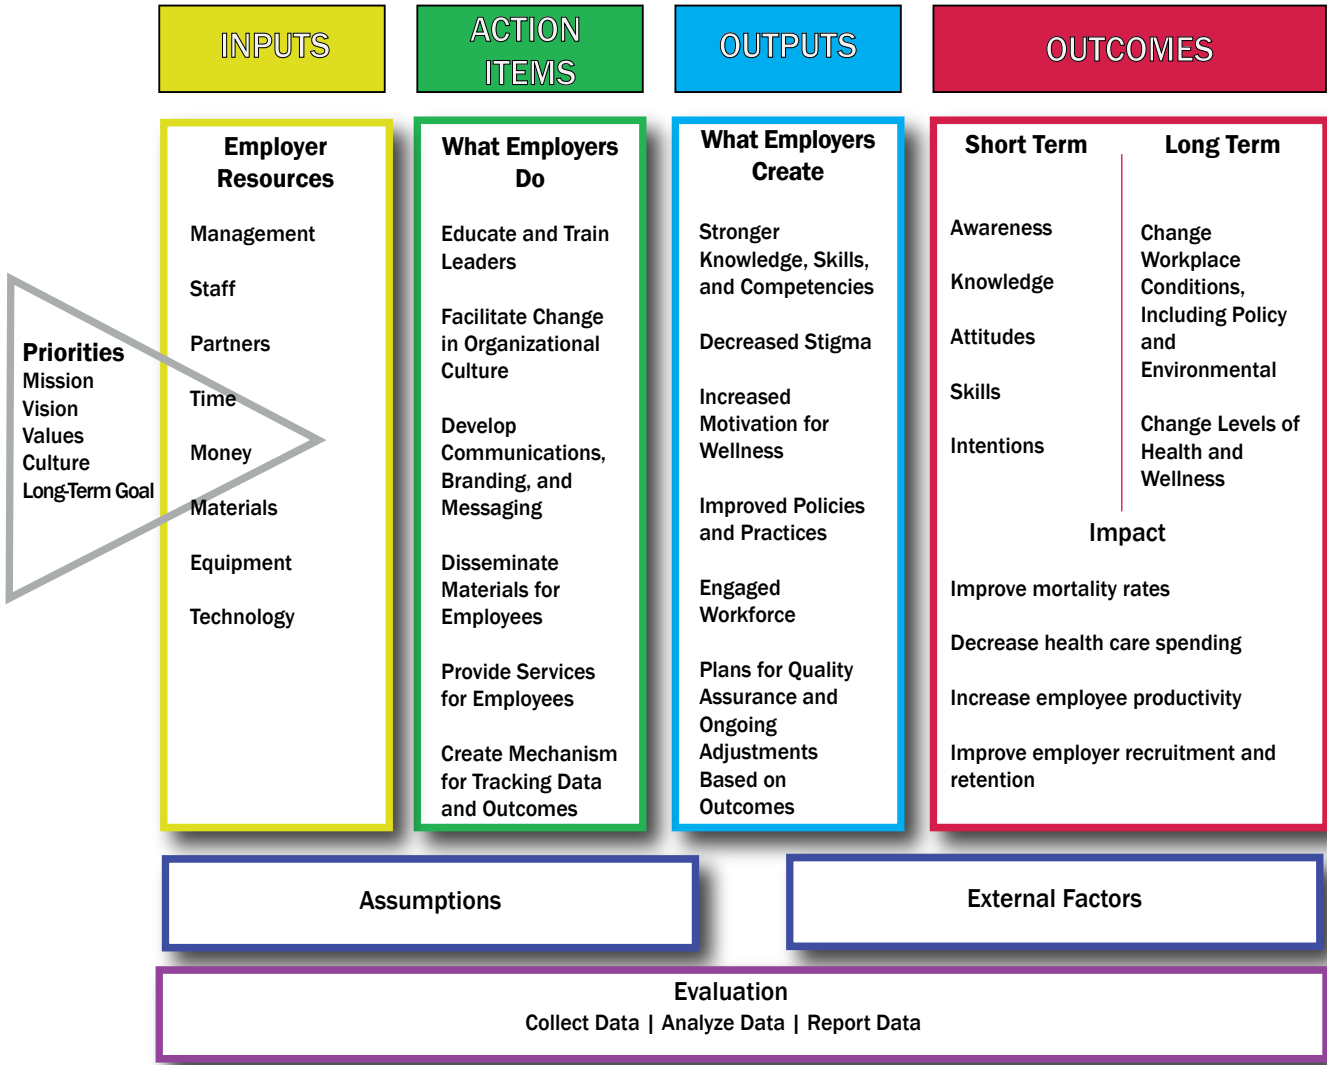 INPUTS
ACTION
ITEMS
OUTPUTS
OUTCOMES
Priorities
Mission
Vision
Values
Culture
Long-Term Goal
Employer
Resources
Management
Staff
Partners
Time
Money
Materials
Equipment
Technology
What Employers
Do
Educate and Train
Leaders
Facilitate Change
in Organizational
Culture
Develop
Communications,
Branding, and
Messaging
Disseminate
Materials for
Employees
Provide Services
for Employees
Create Mechanism
for Tracking Data
and Outcomes
What Employers
Create
Stronger
Knowledge, Skills,
and Competencies
Decreased Stigma
Increased
Motivation for
Wellness
Improved Policies
and Practices
Engaged
Workforce
Plans for Quality
Assurance and
Ongoing
Adjustments
Based on
Outcomes
Short Term
Awareness
Knowledge
Attitudes
Skills
Intentions
Long Term
Change
Workplace
Conditions,
Including Policy
and
Environmental
Change Levels of
Health and
Wellness
Impact
Improve mortality rates
Decrease health care spending
Increase employee productivity
Improve employer recruitment and
retention
Assumptions
External Factors
Evaluation
Collect Data | Analyze Data | Report Data